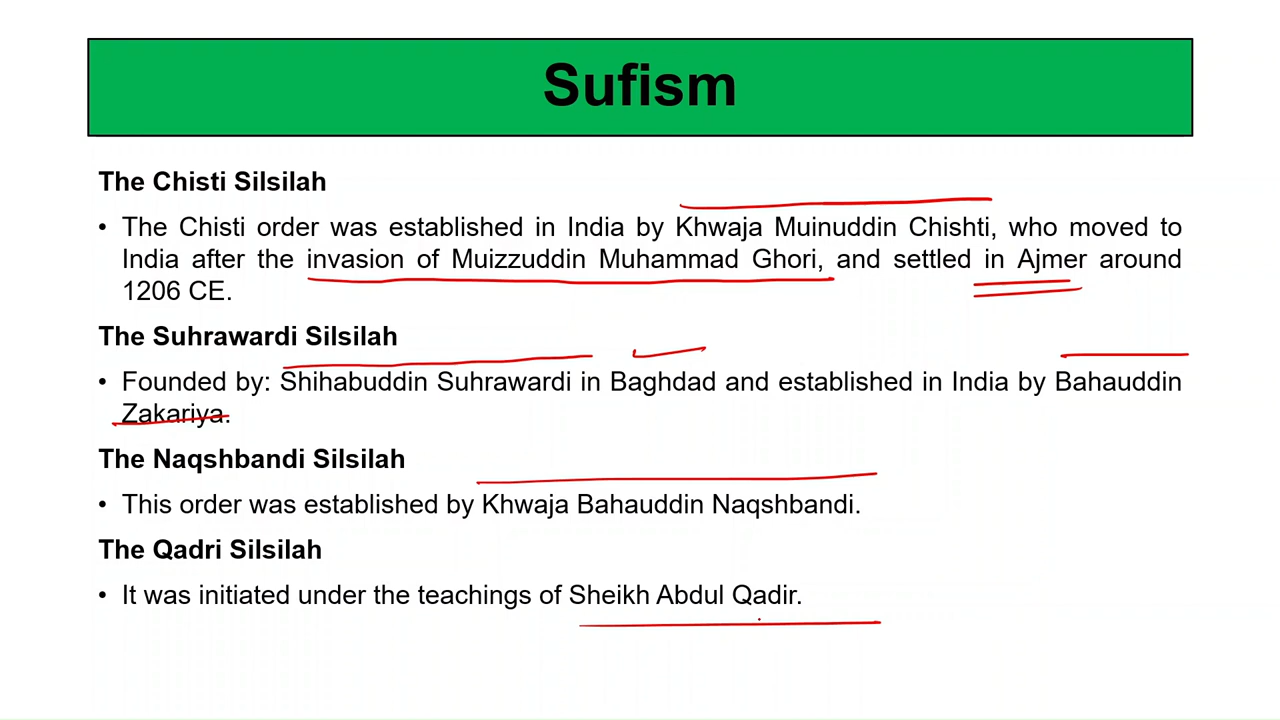 Sufism
The Chisti Silsilah
• The Chisti order was established in India by Khwaja Muinuddin Chishti, who moved to
India after the invasion of Muizzuddin Muhammad Ghori, and settled in Ajmer around
1206 CE.
The Suhrawardi Silsilah
• Founded by: Shihabuddin Suhrawardi in Baghdad and established in India by Bahauddin
Zakariya.
The Naqshbandi Silsilah
• This order was established by Khwaja Bahauddin Naqshbandi.
The Qadri Silsilah
• It was initiated under the teachings of Sheikh Abdul Qadir.